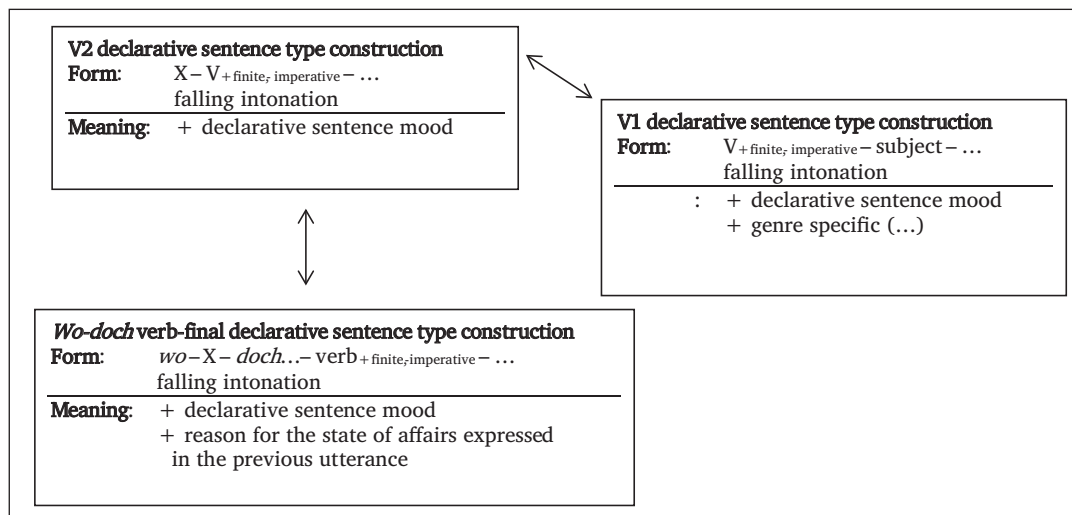 V2 declarative sentence type construction
Form: X – V+finite,- imperative – …
falling intonation
Meaning: + declarative sentence mood
V1 declarative sentence type construction
Form: V+finite,- imperative – subject – …
falling intonation
: + declarative sentence mood
+ genre specific (…)
Wo-doch verb-final declarative sentence type construction
Form: wo – X – doch… – verb+finite,-imperative – …
falling intonation
Meaning: + declarative sentence mood
+ reason for the state of affairs expressed
in the previous utterance